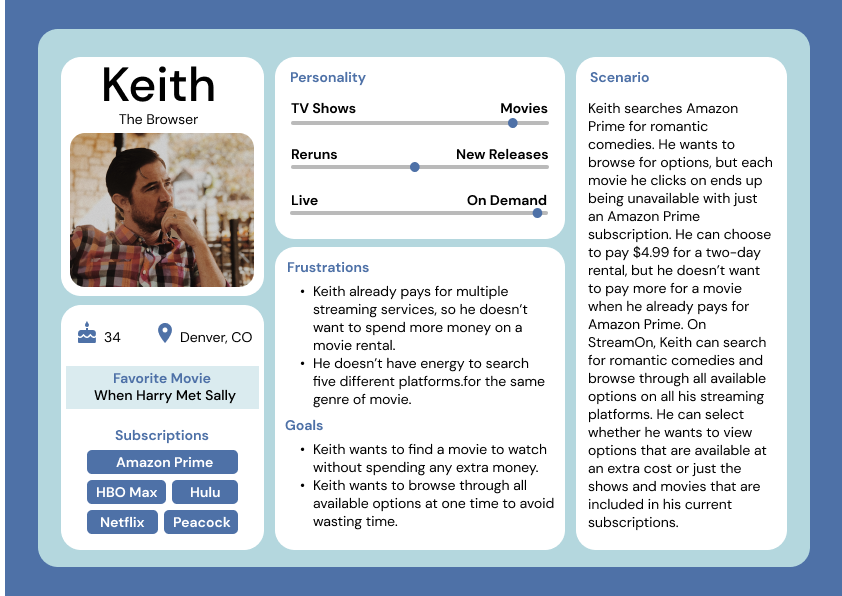 Keith
The Browser
34
Denver, CO
Favorite Movie
When Harry Met Sally
Subscriptions
Amazon Prime
HBO Max
Hulu
Netflix
Peacock
Personality
TV Shows
Movies
Reruns
New Releases
Live
On Demand
Frustrations
• Keith already pays for multiple
streaming services, so he doesn’t
want to spend more money on a
movie rental.
• He doesn’t have energy to search
five different platforms.for the same
genre of movie.
Goals
• Keith wants to find a movie to watch
without spending any extra money.
• Keith wants to browse through all
available options at one time to avoid
wasting time.
Scenario
Keith searches Amazon
Prime for romantic
comedies. He wants to
browse for options, but each
movie he clicks on ends up
being unavailable with just
an Amazon Prime
subscription. He can choose
to pay $4.99 for a two-day
rental, but he doesn’t want
to pay more for a movie
when he already pays for
Amazon Prime. On
StreamOn, Keith can search
for romantic comedies and
browse through all available
options on all his streaming
platforms. He can select
whether he wants to view
options that are available at
an extra cost or just the
shows and movies that are
included in his current
subscriptions.